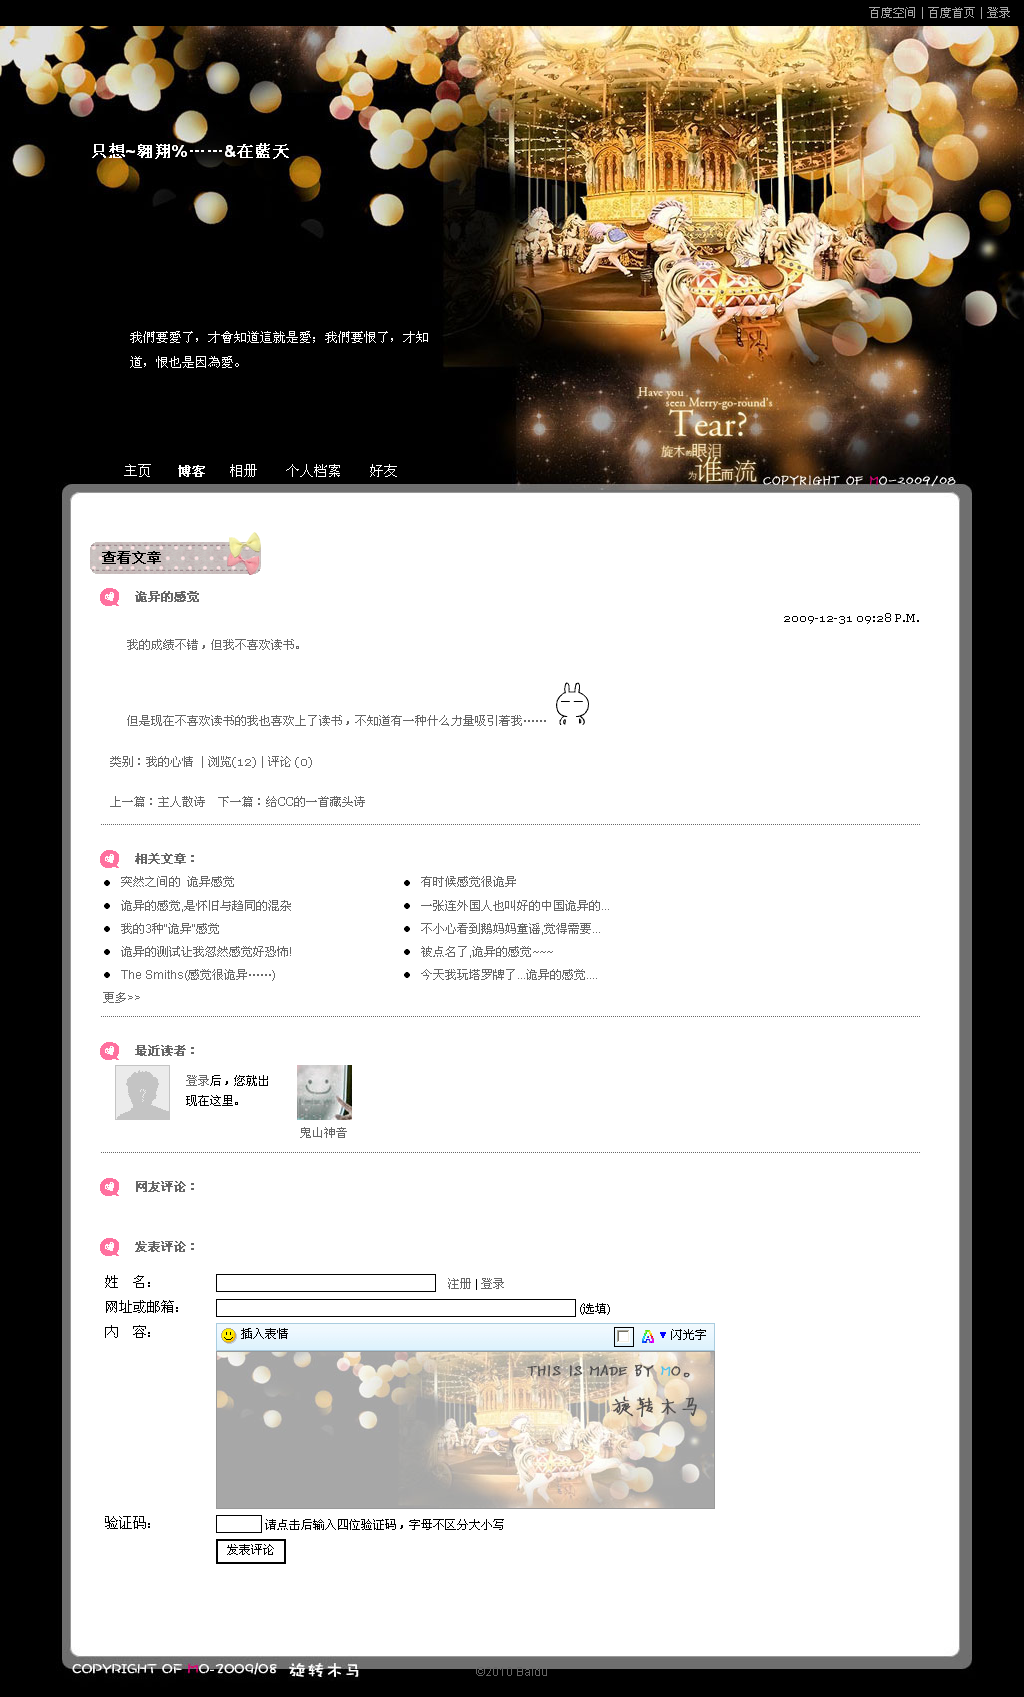 百度空间 | 百度首页 | 登录
只想~翱翔%……&在藍天
我們要愛了，才會知道這就是愛；我們要恨了，才知
道，恨也是因為愛。
Have you
seen Merry-go-round's
Tear?
旋木的眼泪
为谁而流
主页 博客 相册 个人档案 好友
COPYRIGHT OF MO-2009/08
查看文章
诡异的感觉
2009-12-31 09:28 P.M.
我的成绩不错，但我不喜欢读书。
但是现在不喜欢读书的我也喜欢上了读书，不知道有一种什么力量吸引着我……
类别：我的心情 | 浏览(12) | 评论 (0)
上一篇：主人散诗 下一篇：给CC的一首藏头诗
相关文章：
突然之间的 诡异感觉 有时候感觉很诡异
诡异的感觉,是怀旧与趋同的混杂 一张连外国人也叫好的中国诡异的...
我的3种"诡异"感觉 不小心看到鹅妈妈童谣,觉得需要...
诡异的测试让我忽然感觉好恐怖! 被点名了,诡异的感觉~~~
The Smiths(感觉很诡异……) 今天我玩塔罗牌了...诡异的感觉....
更多>>
最近读者：
登录后，您就出
现在这里。
鬼山神音
网友评论：
发表评论：
姓 名： 注册 | 登录
网址或邮箱： (选填)
内 容： 插入表情 闪光字
THIS IS MADE BY MO。
旋转木马
验证码： 请点击后输入四位验证码，字母不区分大小写
发表评论
COPYRIGHT OF MO-2009/08 旋转木马
©2010 Baidu